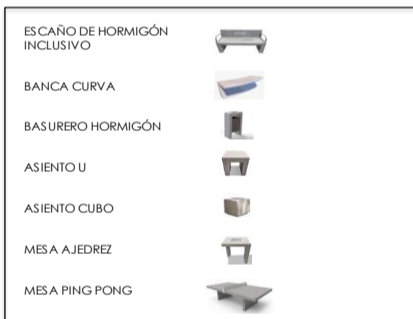 ESCAÑO DE HORMIGÓN
INCLUSIVO
BANCA CURVA
BASURERO HORMIGÓN
ASIENTO U
ASIENTO CUBO
MESA AJEDREZ
MESA PING PONG